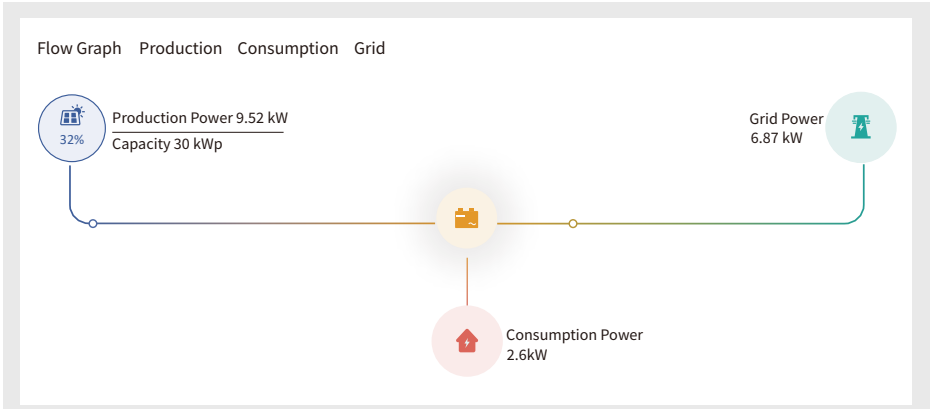 Flow Graph Production Consumption Grid
32%
Production Power 9.52 kW
Capacity 30 kWp
Grid Power
6.87 kW
Consumption Power
2.6kW